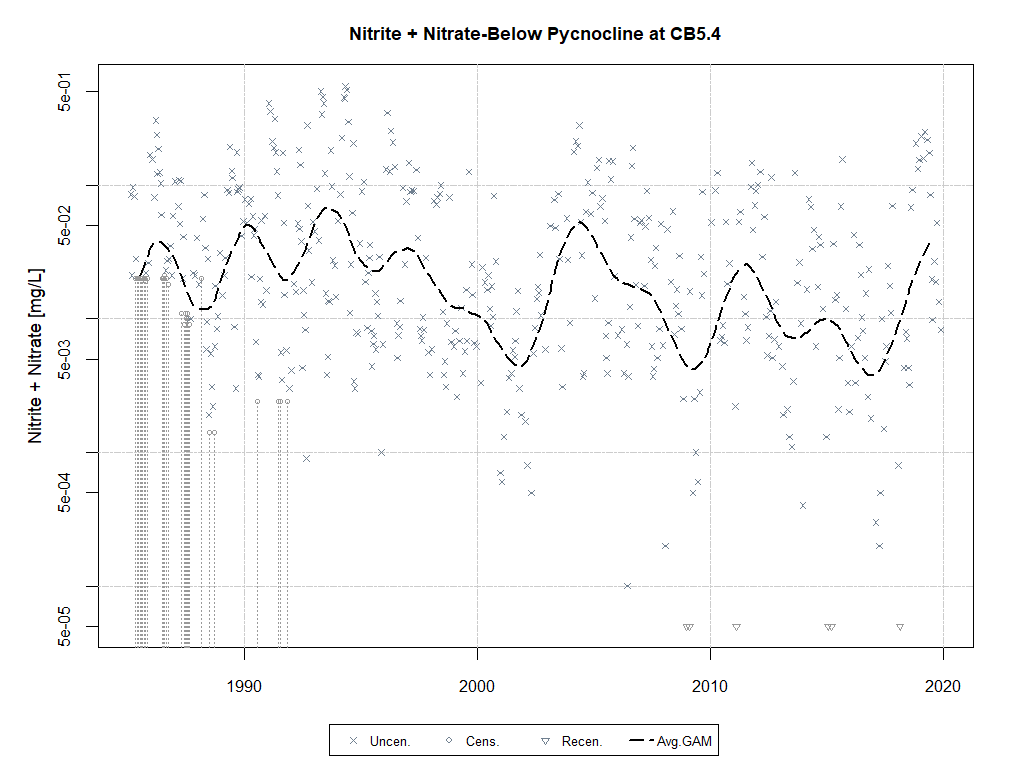 Nitrite + Nitrate-Below Pycnocline at CB5.4
Nitrite + Nitrate [mg/L]
5e-01
5e-02
5e-03
5e-04
5e-05
1990 2000 2010 2020
Uncen. Cens. Recen. Avg.GAM